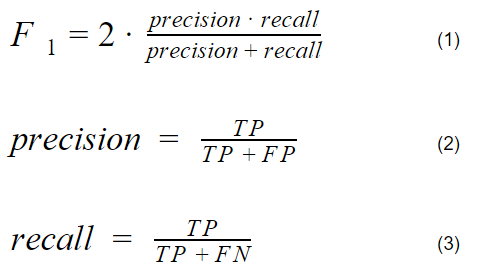 F 1 = 2 · precision · recall / precision + recall (1)
precision = TP / TP + FP (2)
recall = TP / TP + FN (3)